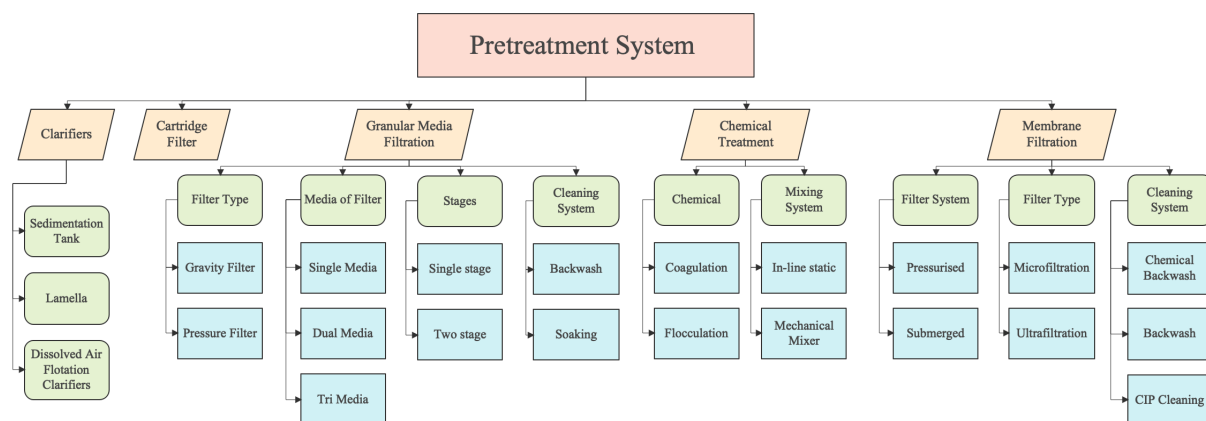 Pretreatment System
Clarifiers
Cartridge
Filter
Granular Media
Filtration
Chemical
Treatment
Membrane
Filtration
Sedimentation
Tank
Lamella
Dissolved Air
Flotation
Clarifiers
Filter Type
Gravity Filter
Pressure Filter
Media of Filter
Single Media
Dual Media
Tri Media
Stages
Single stage
Two stage
Cleaning
System
Backwash
Soaking
Chemical
Coagulation
Flocculation
Mixing
System
In-line static
Mechanical
Mixer
Filter System
Pressurised
Submerged
Filter Type
Microfiltration
Ultrafiltration
Cleaning
System
Chemical
Backwash
Backwash
CIP Cleaning